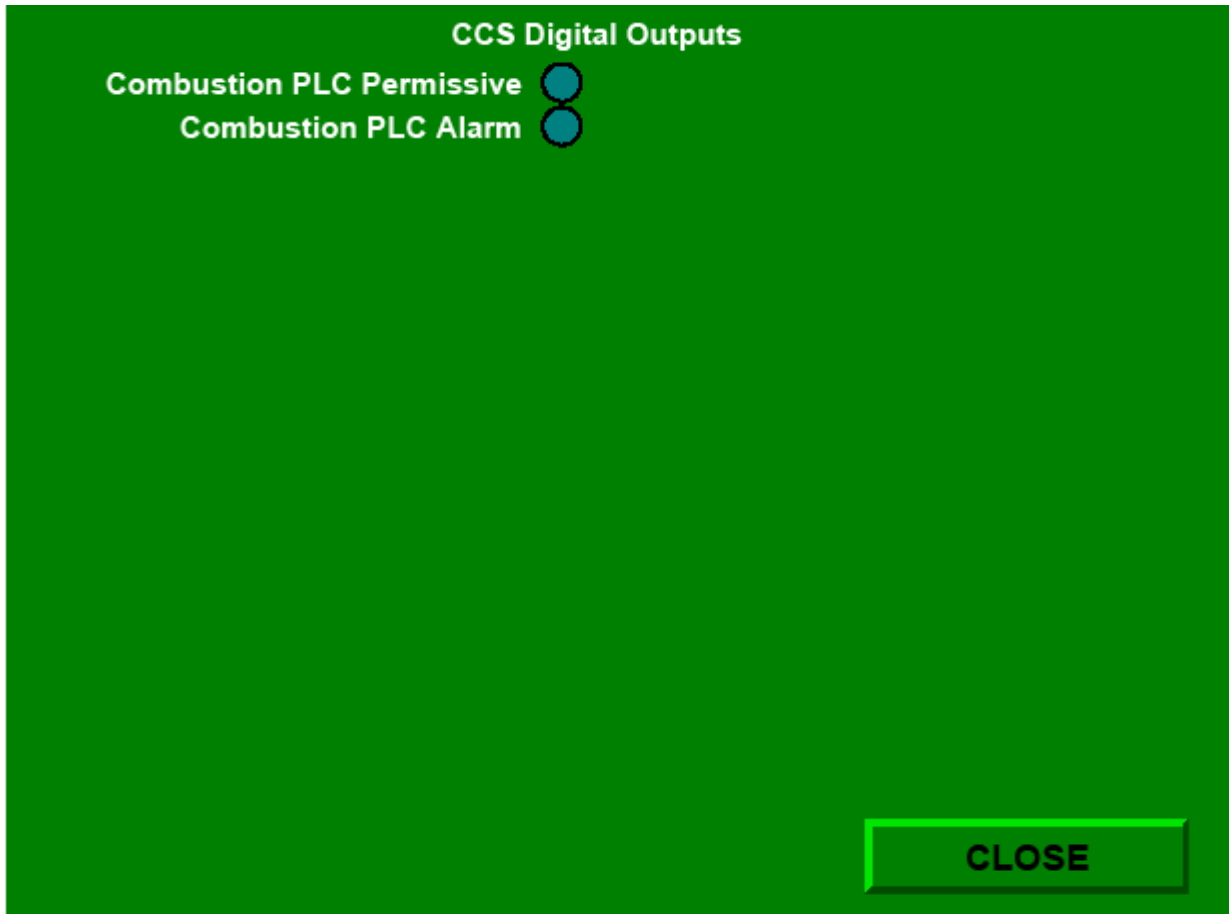 CCS Digital Outputs
Combustion PLC Permissive
Combustion PLC Alarm
CLOSE